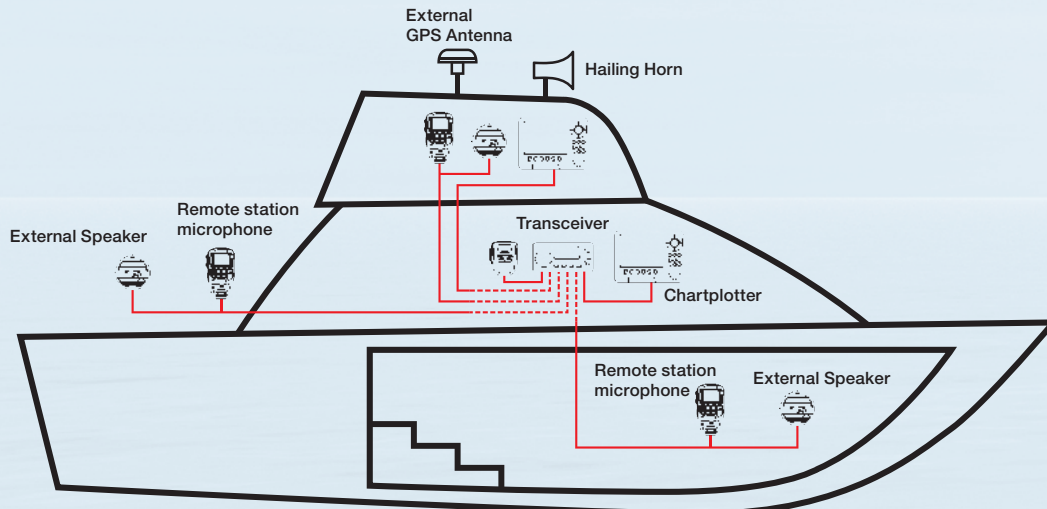 External
GPS Antenna
Hailing Horn
Remote station
microphone
External Speaker
Transceiver
Chartplotter
Remote station
microphone
External Speaker